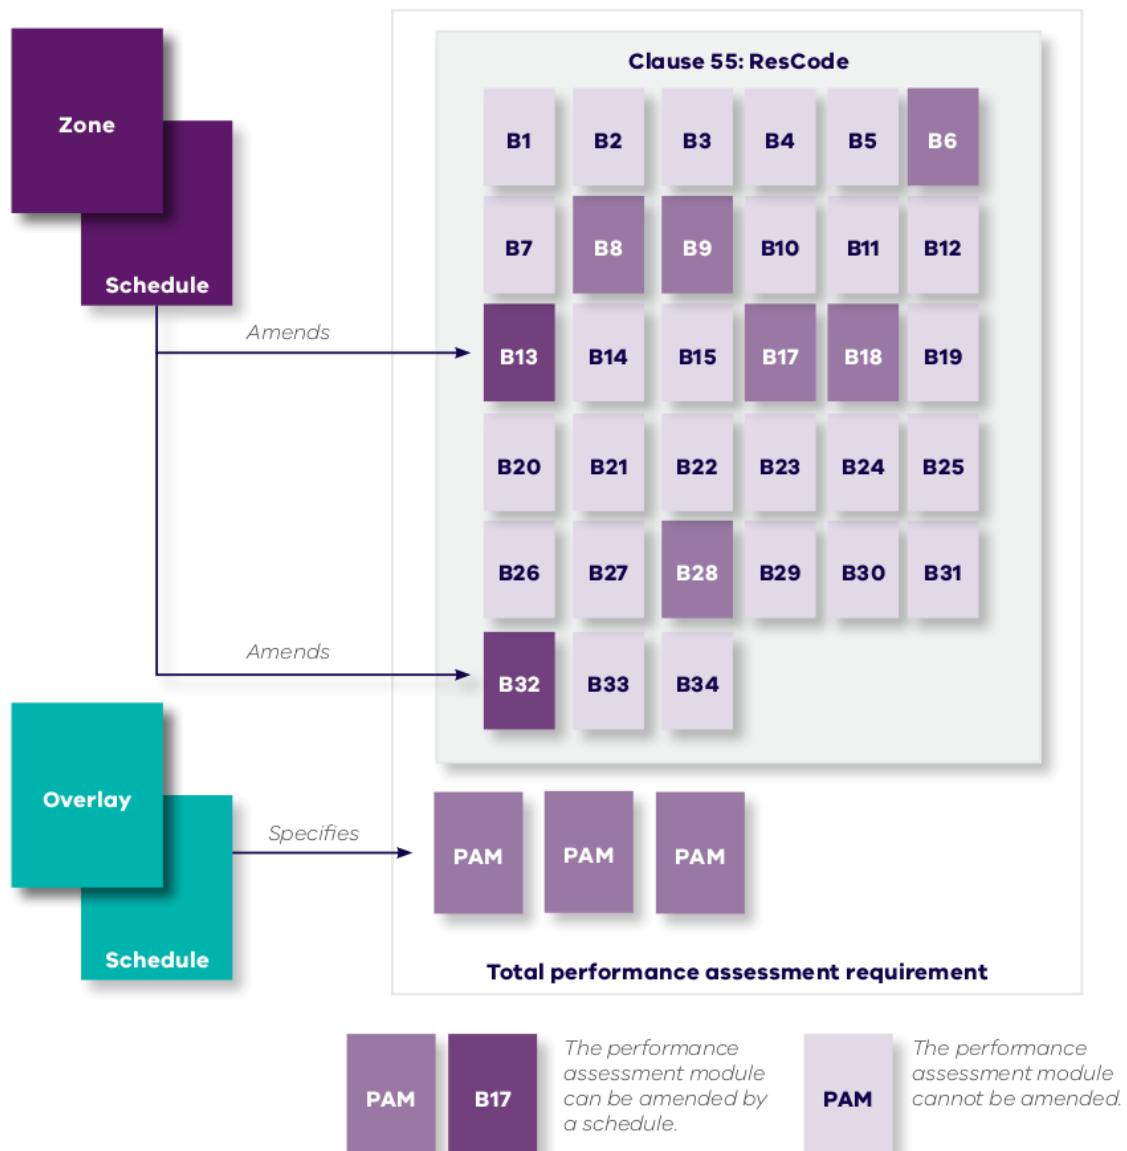 Clause 55: ResCode
Zone
Schedule
Amends
Amends
B1 B2 B3 B4 B5 B6
B7 B8 B9 B10 B11 B12
B13 B14 B15 B17 B18 B19
B20 B21 B22 B23 B24 B25
B26 B27 B28 B29 B30 B31
B32 B33 B34
Overlay
Schedule
Specifies
PAM PAM PAM
Total performance assessment requirement
PAM B17
The performance
assessment module
can be amended by
a schedule.
PAM
The performance
assessment module
cannot be amended.